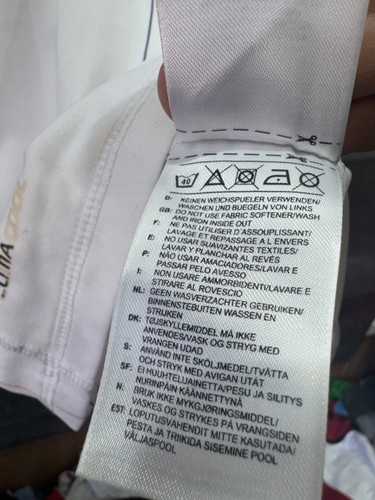 40
D: KEINEN WEICHSPUELER VERWENDEN/
WASCHEN UND BUEGELN VON LINKS
GB: DO NOT USE FABRIC SOFTENER/WASH
AND IRON INSIDE OUT
F: NE PAS UTILISER D'ASSOUPLISSANT/
LAVAGE ET REPASSAGE A L ENVERS
E: NO USAR SUAVIZANTES TEXTILES/
LAVAR Y PLANCHAR AL REVÉS
P: NÃO USAR AMACIADORES/LAVAR E
PASSAR PELO AVESSO
I: NON USARE AMMORBIDENTI/LAVARE E
STIRARE AL ROVESCIO
NL: GEEN WASVERZACHTER GEBRUIKEN/
BINNENSTEBUITEN WASSEN EN
STRIJKEN
DK: TØJSKYLLEMIDDEL MÅ IKKE
ANVENDES/VASK OG STRYG MED
VRANGEN UDAD
S: ANVÄND INTE SKÖLJMEDEL/TVÄTTA
OCH STRYK MED AVIGAN UTÅT
SF: EI HUUHTELUAINETTA/PESU JA SILITYS
NURINPÄIN KÄÄNNETTYNÄ
N: BRUK IKKE MYKGJØRINGSMIDDEL/
VASKES OG STRYKES PÅ VRANGSIDEN
EST: LOPUTUSVAHENDIT MITTE KASUTADA/
PESTA JA TRIIKIDA SISEMINE POOL
VÄLJASPOOL